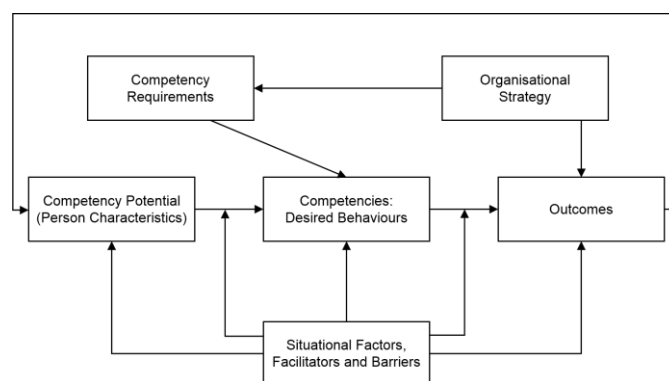 Competency
Requirements
Organisational
Strategy
Competency Potential
(Person Characteristics)
Competencies:
Desired Behaviours
Outcomes
Situational Factors,
Facilitators and Barriers